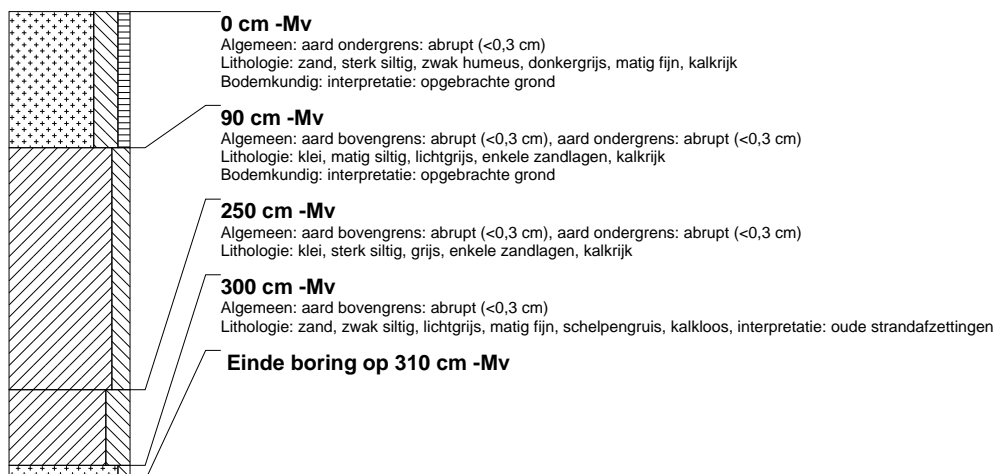 0 cm -Mv
Algemeen: aard ondergrens: abrupt (<0,3 cm)
Lithologie: zand, sterk siltig, zwak humeus, donkergrijs, matig fijn, kalkrijk
Bodemkundig: interpretatie: opgebrachte grond
90 cm -Mv
Algemeen: aard bovengrens: abrupt (<0,3 cm), aard ondergrens: abrupt (<0,3 cm)
Lithologie: klei, matig siltig, lichtgrijs, enkele zandlagen, kalkrijk
Bodemkundig: interpretatie: opgebrachte grond
250 cm -Mv
Algemeen: aard bovengrens: abrupt (<0,3 cm), aard ondergrens: abrupt (<0,3 cm)
Lithologie: klei, sterk siltig, grijs, enkele zandlagen, kalkrijk
300 cm -Mv
Algemeen: aard bovengrens: abrupt (<0,3 cm)
Lithologie: zand, zwak siltig, lichtgrijs, matig fijn, schelpengruis, kalkloos, interpretatie: oude strandafzettingen
Einde boring op 310 cm -Mv